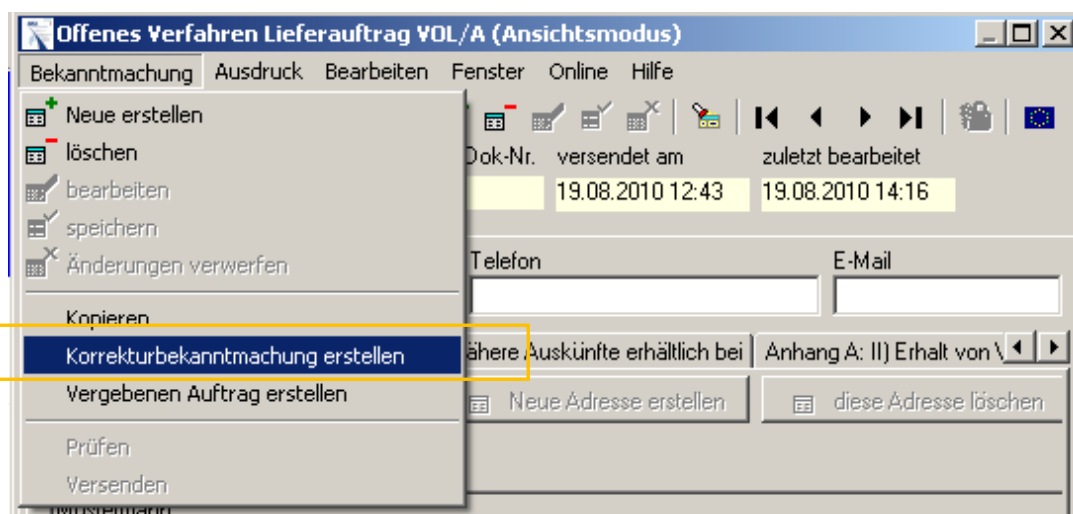 Offenes Verfahren Lieferauftrag VOL/A (Ansichtsmodus)
Bekanntmachung Ausdruck Bearbeiten Fenster Online Hilfe
Neue erstellen
löschen
bearbeiten
speichern
Änderungen verwerfen
Kopieren
Korrekturbekanntmachung erstellen
Vergebenen Auftrag erstellen
Prüfen
Versenden
Dok-Nr. versendet am zuletzt bearbeitet
19.08.2010 12:43 19.08.2010 14:16
Telefon E-Mail
ähere Auskünfte erhältlich bei Anhang A: II) Erhalt von
Neue Adresse erstellen diese Adresse löschen